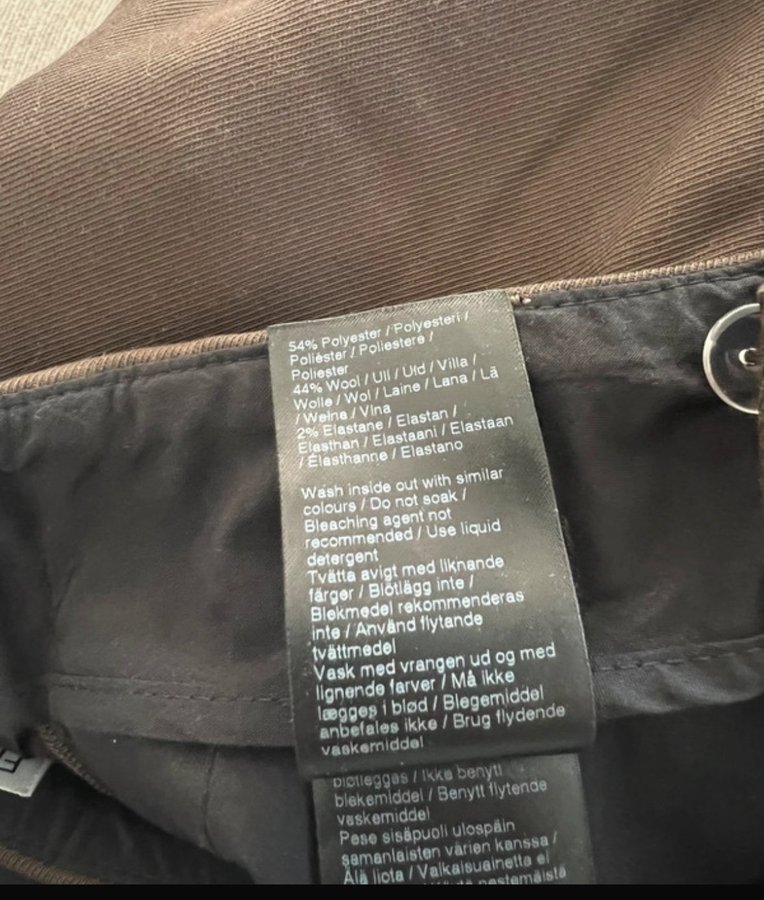 54% Polyester / Polyesteri /
Poliéster / Poliestere /
Poliester
44% Wool / Ull / Uld / Villa /
Wolle / Wol / Laine / Lana / Lã
/ Wełna / Vlna
2% Elastane / Elastan /
Elasthan / Elastaani / Elastaan
/ Élasthanne / Elastano
Wash inside out with similar
colours / Do not soak /
Bleaching agent not
recommended / Use liquid
detergent
Tvätta avigt med liknande
färger / Blötlägg inte /
Blekmedel rekommenderas
inte / Använd flytande
tvättmedel
Vask med vrangen ud og med
lignende farver / Må ikke
lægges i blød / Blegemiddel
anbefales ikke / Brug flydende
vaskemiddel
bløtlegges / Ikke benytt
blekemiddel / Benytt flytende
vaskemiddel
Pese sisäpuoli ulospäin
samanlaisten värien kanssa /
Älä liota / Valkaisuainetta ei